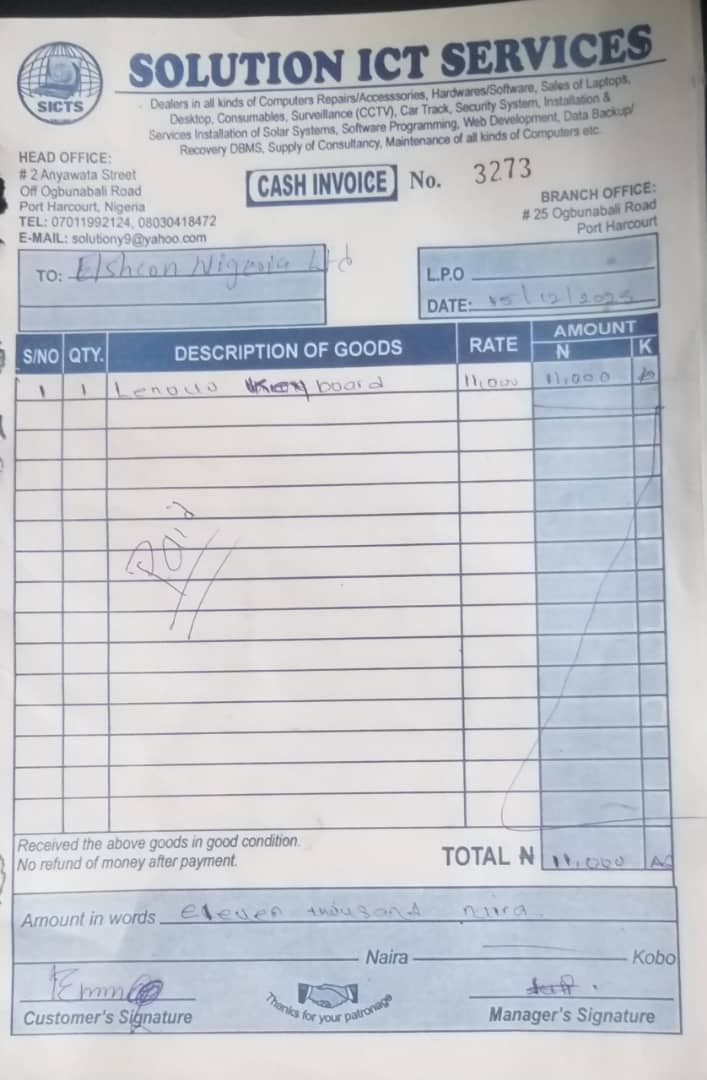 SICTS
SOLUTION ICT SERVICES
Dealers in all kinds of Computers Repairs/Accesssories, Hardwares/Software, Sales of Laptops,
Desktop, Consumables, Surveillance (CCTV), Car Track, Security System, Installation &
Services Installation of Solar Systems, Software Programming, Web Development, Data Backup/
Recovery DBMS, Supply of Consultancy, Maintenance of all kinds of Computers etc.
HEAD OFFICE:
# 2 Anyawata Street
Off Ogbunabali Road
Port Harcourt, Nigeria
TEL: 07011992124, 08030418472
E-MAIL: solutiony9@yahoo.com
CASH INVOICE No. 3273
BRANCH OFFICE:
# 25 Ogbunabali Road
Port Harcourt
TO: Elshcon Nigeria Ltd
L.P.O
DATE: 15/12/2025
S/NO QTY. DESCRIPTION OF GOODS RATE AMOUNT
N K
1 1 Lenovo Key board 11,000 11,000
Paid
Received the above goods in good condition.
No refund of money after payment.
TOTAL N 11,000
Amount in words eleven thousand naira
Naira Kobo
Customer's Signature
Thanks for your patronage
Manager's Signature